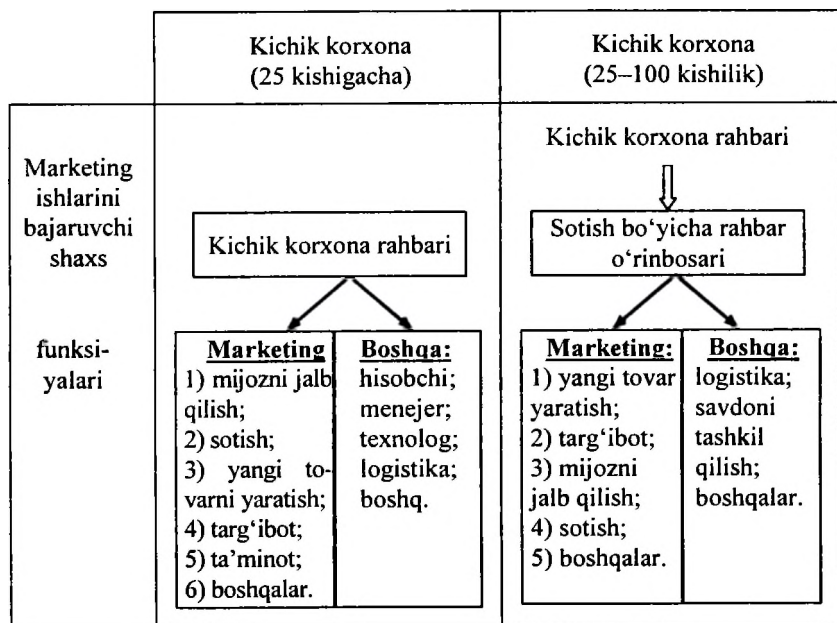 Kichik korxona
(25 kishigacha)
Kichik korxona
(25–100 kishilik)
Marketing
ishlarini
bajaruvchi
shaxs
funksi-
yalari
Kichik korxona rahbari
Marketing
1) mijozni jalb
qilish;
2) sotish;
3) yangi to-
varni yaratish;
4) targ‘ibot;
5) ta’minot;
6) boshqalar.
Boshqa:
hisobchi;
menejer;
texnolog;
logistika;
boshq.
Kichik korxona rahbari
Sotish bo‘yicha rahbar
o‘rinbosari
Marketing:
1) yangi tovar
yaratish;
2) targ‘ibot;
3) mijozni
jalb qilish;
4) sotish;
5) boshqalar.
Boshqa:
logistika;
savdoni
tashkil
qilish;
boshqalar.